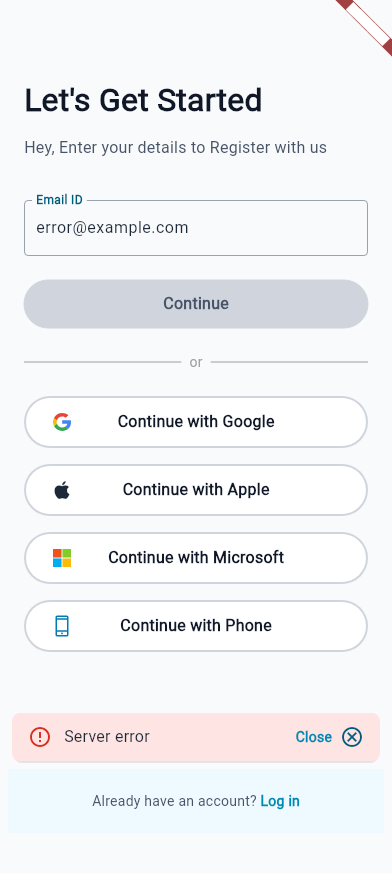 Let's Get Started
Hey, Enter your details to Register with us
Email ID
error@example.com
Continue
or
Continue with Google
Continue with Apple
Continue with Microsoft
Continue with Phone
Server error Close
Already have an account? Log in